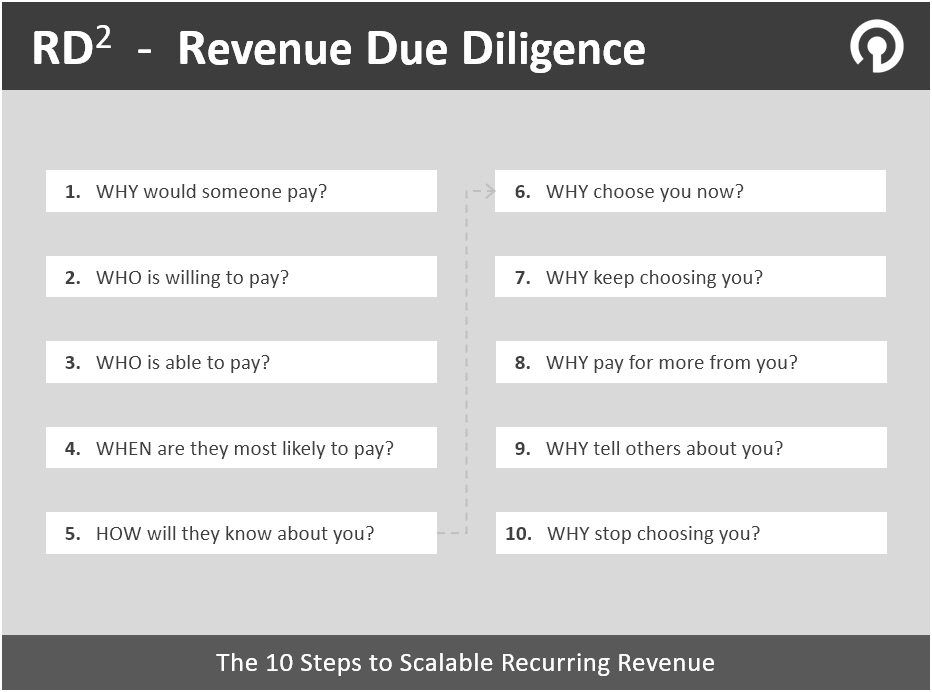 RD² - Revenue Due Diligence
1. WHY would someone pay?
2. WHO is willing to pay?
3. WHO is able to pay?
4. WHEN are they most likely to pay?
5. HOW will they know about you?
6. WHY choose you now?
7. WHY keep choosing you?
8. WHY pay for more from you?
9. WHY tell others about you?
10. WHY stop choosing you?
The 10 Steps to Scalable Recurring Revenue